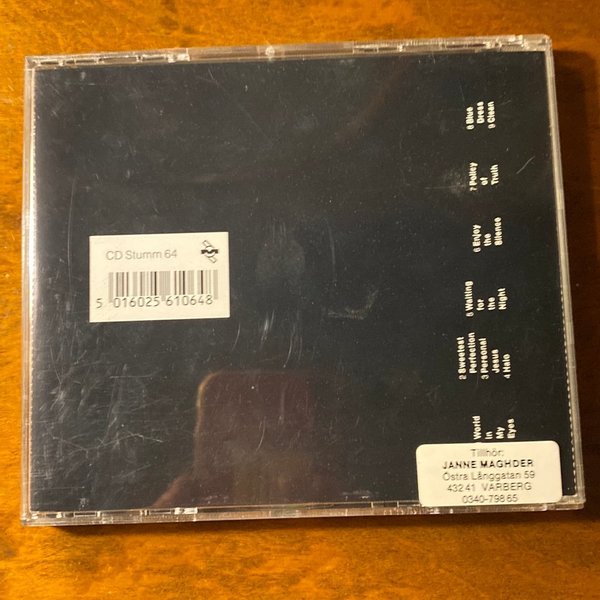 CD Stumm 64
5 016025 610648
8 Blue
Dress
9 Clean
7 Policy
of
Truth
6 Enjoy
the
Silence
5 Waiting
for
the
Night
2 Sweetest
Perfection
3 Personal
Jesus
4 Halo
World
In
My
Eyes
Tillhör:
JANNE MAGHDER
Östra Långgatan 59
432 41 VARBERG
0340-798 65